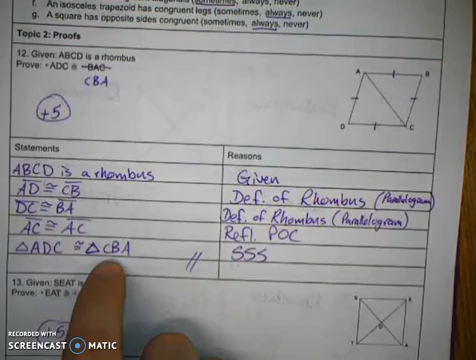 f. An isosceles trapezoid has congruent legs (sometimes, always, never)
g. A square has opposite sides congruent (sometimes, always, never)
Topic 2: Proofs
12. Given: ABCD is a rhombus
Prove: ADC ≅ BAC
CBA
+5
A B
D C
Statements Reasons
ABCD is a rhombus Given
AD ≅ CB Def. of Rhombus (Parallelogram)
DC ≅ BA Def. of Rhombus (Parallelogram)
AC ≅ AC Refl. POC
△ADC ≅ △CBA // SSS
13. Given: SEAT is
Prove: EAT ≅
+5
RECORDED WITH
SCREENCAST MATIC